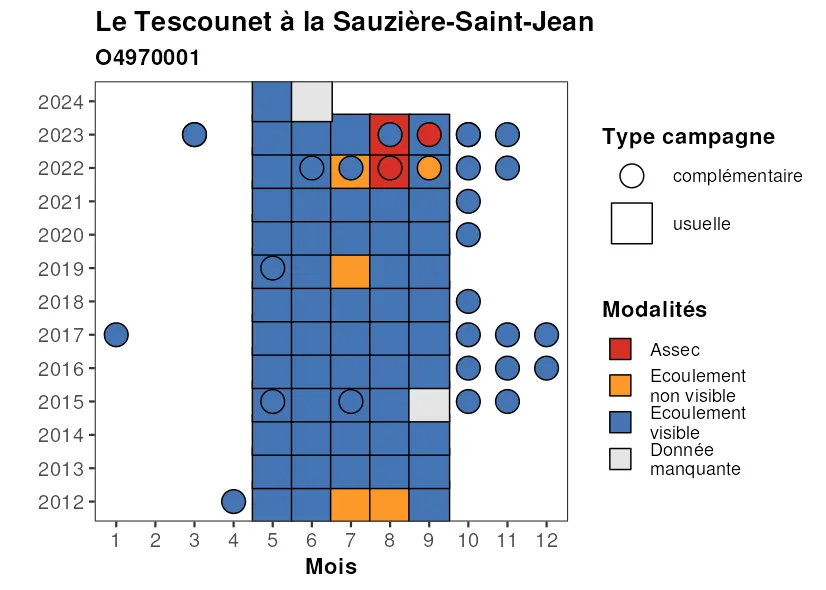 Le Tescounet à la Sauzière-Saint-Jean
O4970001
2024
2023
2022
2021
2020
2019
2018
2017
2016
2015
2014
2013
2012
1 2 3 4 5 6 7 8 9 10 11 12
Mois
Type campagne
complémentaire
usuelle
Modalités
Assec
Ecoulement
non visible
Ecoulement
visible
Donnée
manquante